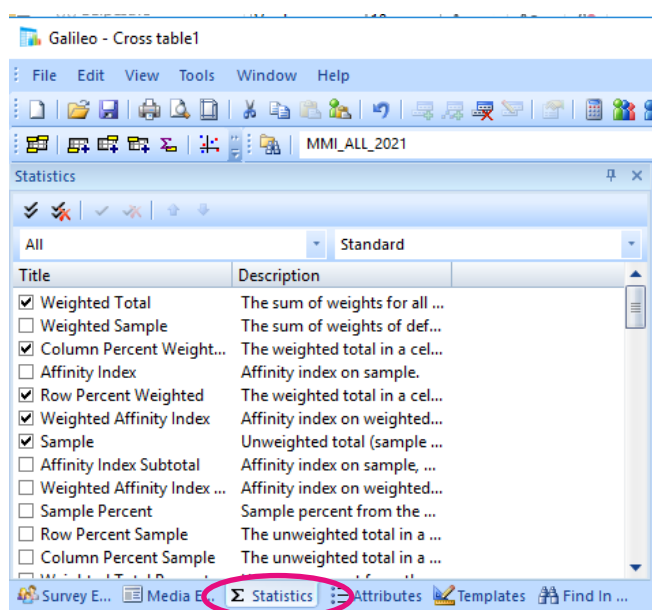 Galileo - Cross table1
File Edit View Tools Window Help
MMI_ALL_2021
Statistics
All Standard
Title Description
Weighted Total The sum of weights for all ...
Weighted Sample The sum of weights of def...
Column Percent Weight... The weighted total in a cel...
Affinity Index Affinity index on sample.
Row Percent Weighted The weighted total in a cel...
Weighted Affinity Index Affinity index on weighted...
Sample Unweighted total (sample ...
Affinity Index Subtotal Affinity index on sample, ...
Weighted Affinity Index ... Affinity index on weighted...
Sample Percent Sample percent from the ...
Row Percent Sample The unweighted total in a ...
Column Percent Sample The unweighted total in a ...
Survey E... Media E... Σ Statistics Attributes Templates Find In ...